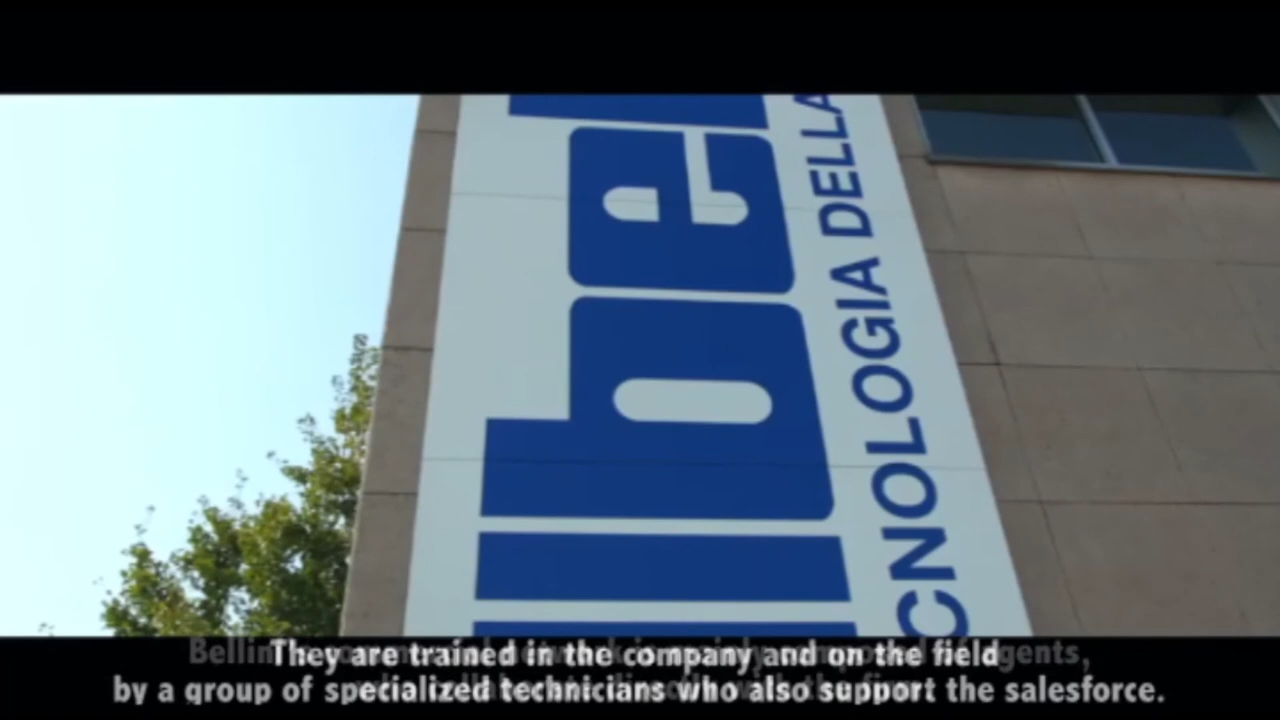 llbel
CNOLOGIA DELLA
They are trained in the company and on the field
by a group of specialized technicians who also support the salesforce.